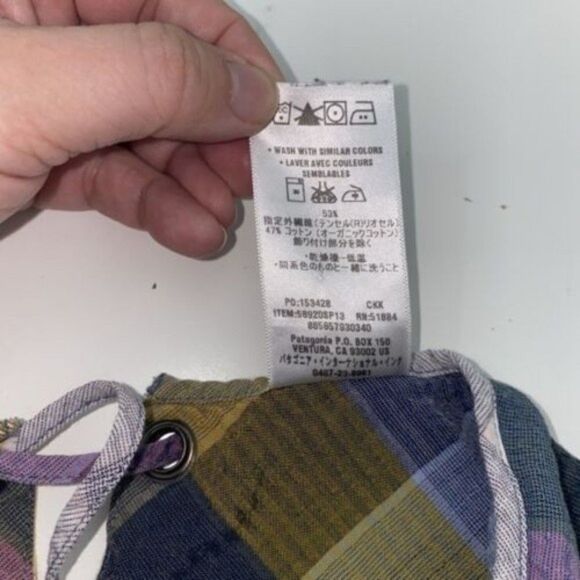 • WASH WITH SIMILAR COLORS
• LAVER AVEC COULEURS
SEMBLABLES
53%
指定外繊維(テンセル(R)リオセル)
47% コットン (オーガニックコットン)
飾り付け部分を除く
・乾燥機ー低温
・同系色のものと一緒に洗うこと
PO:153428 CKK
ITEM:58920SP13 RN:51884
885857030340
Patagonia P.O. BOX 150
VENTURA, CA 93002 US
パタゴニア・インターナショナル・インク